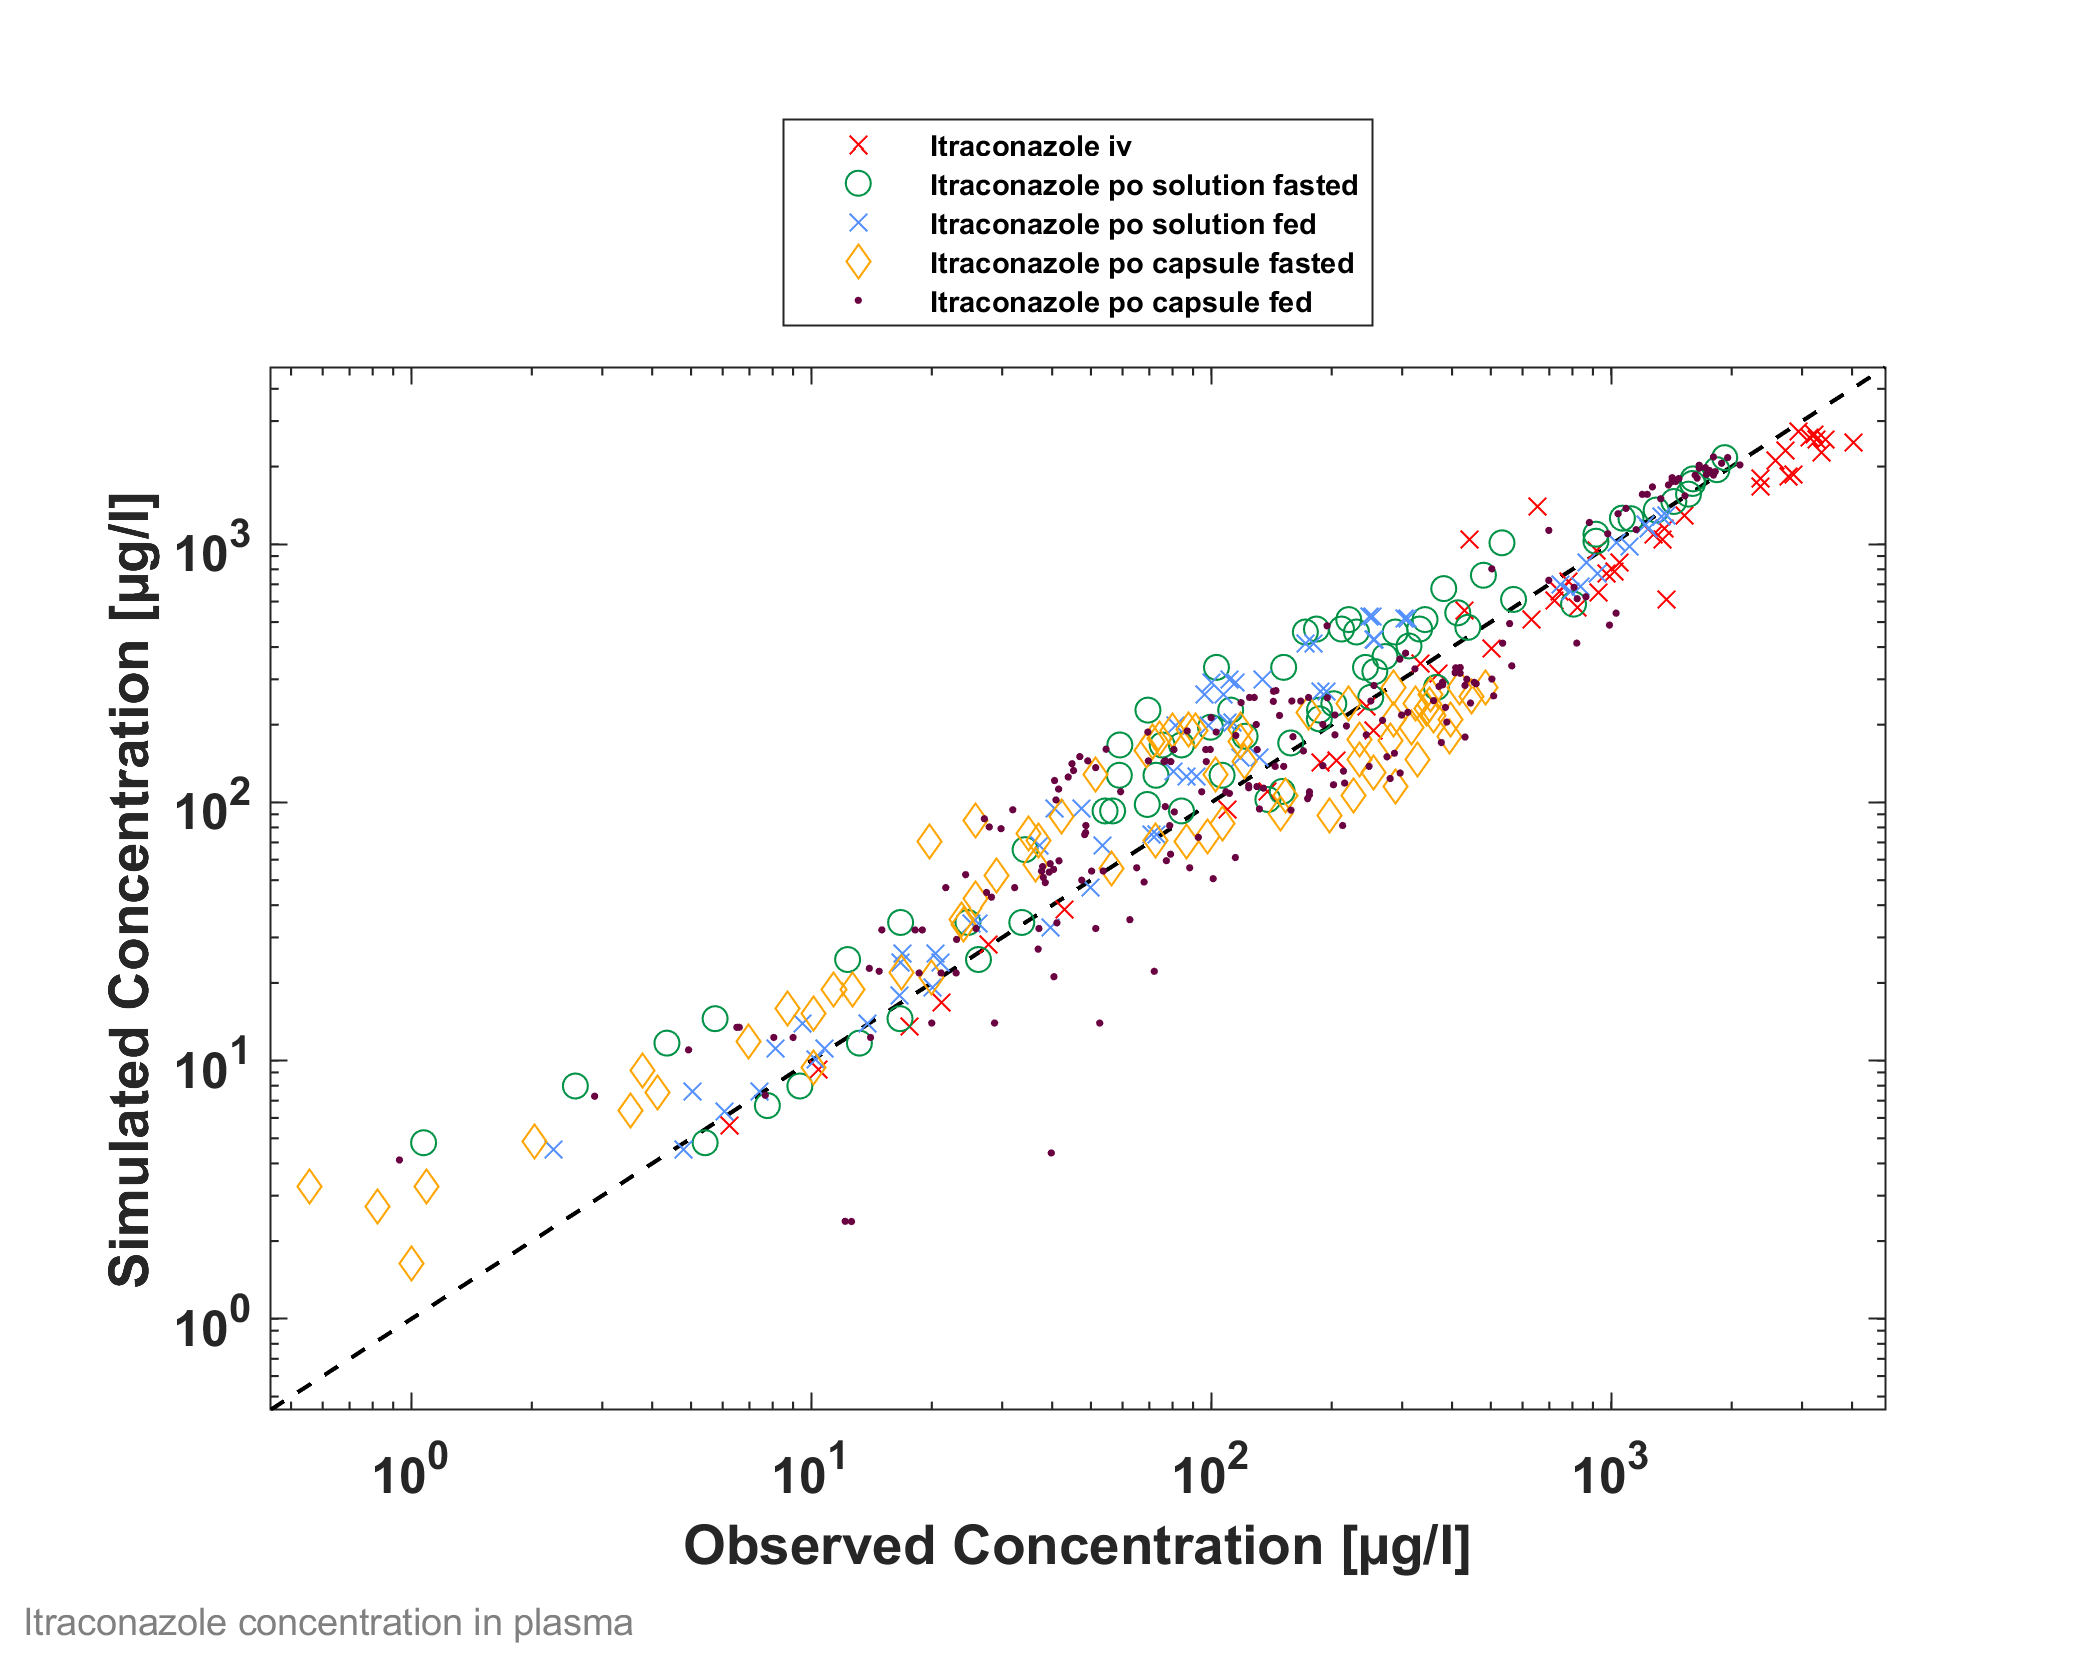 Itraconazole iv
Itraconazole po solution fasted
Itraconazole po solution fed
Itraconazole po capsule fasted
Itraconazole po capsule fed
Simulated Concentration [µg/l]
10³
10²
10¹
10⁰
10⁰ 10¹ 10² 10³
Observed Concentration [µg/l]
Itraconazole concentration in plasma